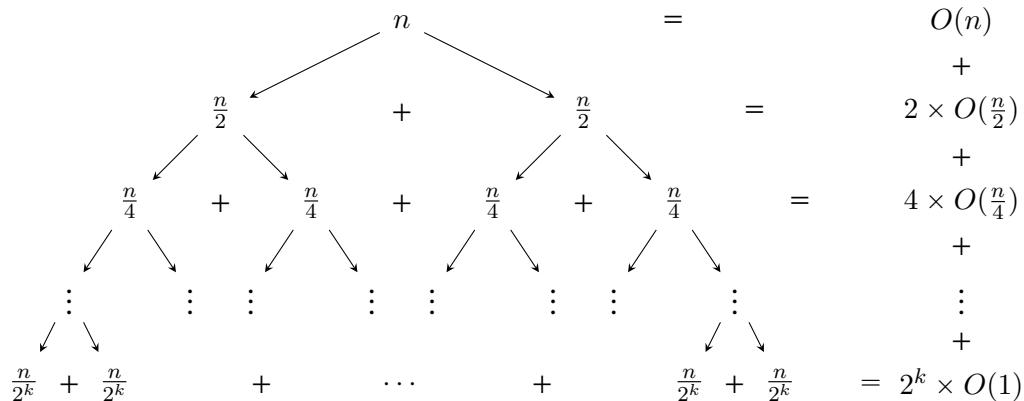 n = O(n)
+
n/2 + n/2 = 2 × O(n/2)
+
n/4 + n/4 + n/4 + n/4 = 4 × O(n/4)
+
⋮ ⋮ ⋮ ⋮ ⋮ ⋮ ⋮ ⋮ ⋮
+
n/2^k + n/2^k + ··· + n/2^k + n/2^k = 2^k × O(1)